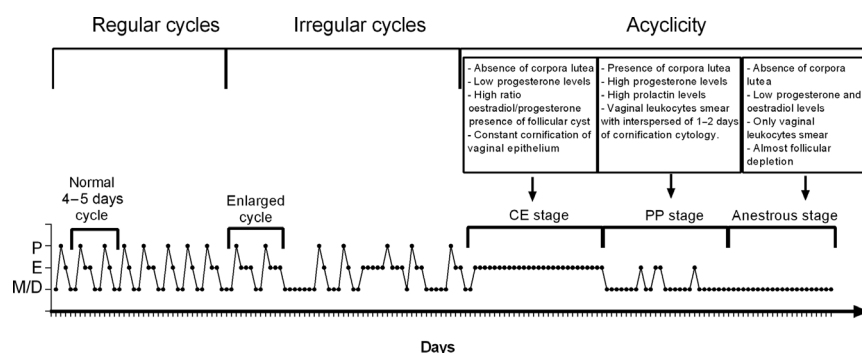 Regular cycles
Irregular cycles
Acyclicity
- Absence of corpora lutea
- Low progesterone levels
- High ratio
oestradiol/progesterone
presence of follicular cyst
- Constant cornification of
vaginal epithelium
- Presence of corpora lutea
- High progesterone levels
- High prolactin levels
- Vaginal leukocytes smear
with interspersed of 1–2 days
of cornification cytology.
- Absence of corpora
lutea
- Low progesterone and
oestradiol levels
- Only vaginal
leukocytes smear
- Almost follicular
depletion
Normal
4–5 days
cycle
Enlarged
cycle
CE stage
PP stage
Anestrous stage
P
E
M/D
Days